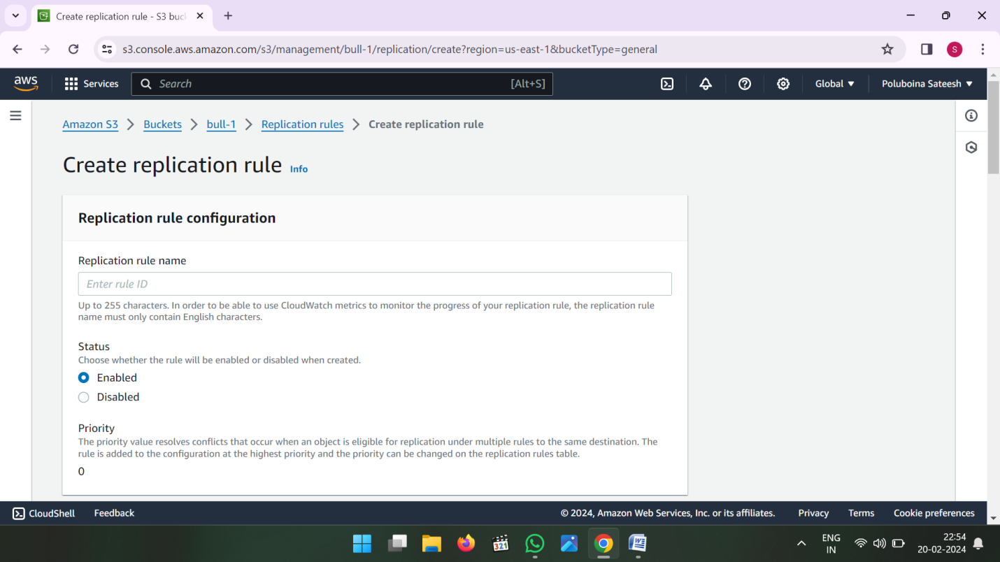 Create replication rule - S3 buc
s3.console.aws.amazon.com/s3/management/bull-1/replication/create?region=us-east-1&bucketType=general
S
aws
Services
Search
[Alt+S]
Global
Poluboina Sateesh
Amazon S3
Buckets
bull-1
Replication rules
Create replication rule
Create replication rule
Info
Replication rule configuration
Replication rule name
Enter rule ID
Up to 255 characters. In order to be able to use CloudWatch metrics to monitor the progress of your replication rule, the replication rule
name must only contain English characters.
Status
Choose whether the rule will be enabled or disabled when created.
Enabled
Disabled
Priority
The priority value resolves conflicts that occur when an object is eligible for replication under multiple rules to the same destination. The
rule is added to the configuration at the highest priority and the priority can be changed on the replication rules table.
0
CloudShell
Feedback
© 2024, Amazon Web Services, Inc. or its affiliates.
Privacy
Terms
Cookie preferences
321
W
ENG
IN
22:54
20-02-2024